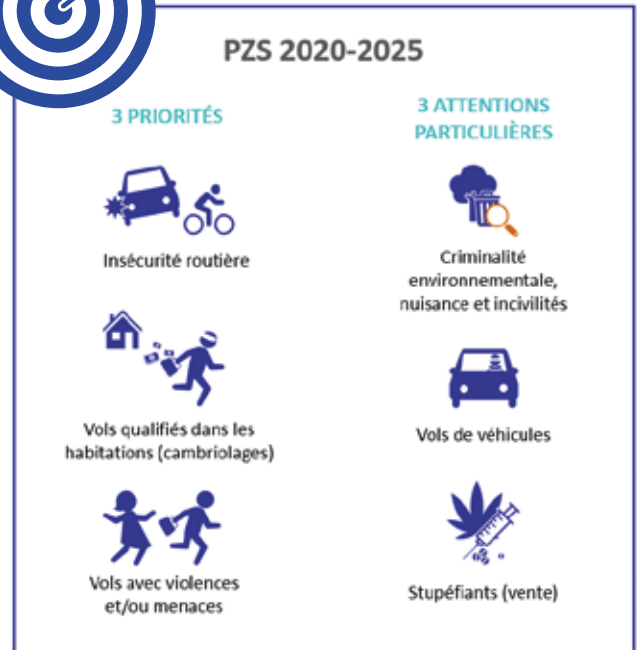 PZS 2020-2025
3 PRIORITÉS
Insécurité routière
Vols qualifiés dans les
habitations (cambriolages)
Vols avec violences
et/ou menaces
3 ATTENTIONS
PARTICULIÈRES
Criminalité
environnementale,
nuisance et incivilités
Vols de véhicules
Stupéfiants (vente)